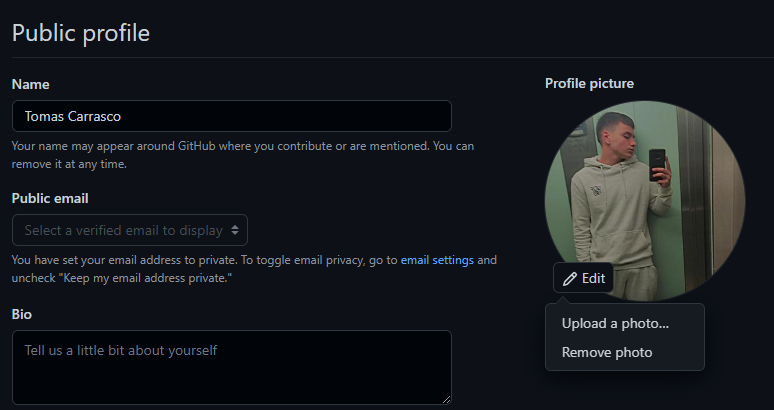 Public profile
Name
Tomas Carrasco
Your name may appear around GitHub where you contribute or are mentioned. You can
remove it at any time.
Public email
Select a verified email to display
You have set your email address to private. To toggle email privacy, go to email settings and
uncheck "Keep my email address private."
Bio
Tell us a little bit about yourself
Profile picture
Edit
Upload a photo...
Remove photo